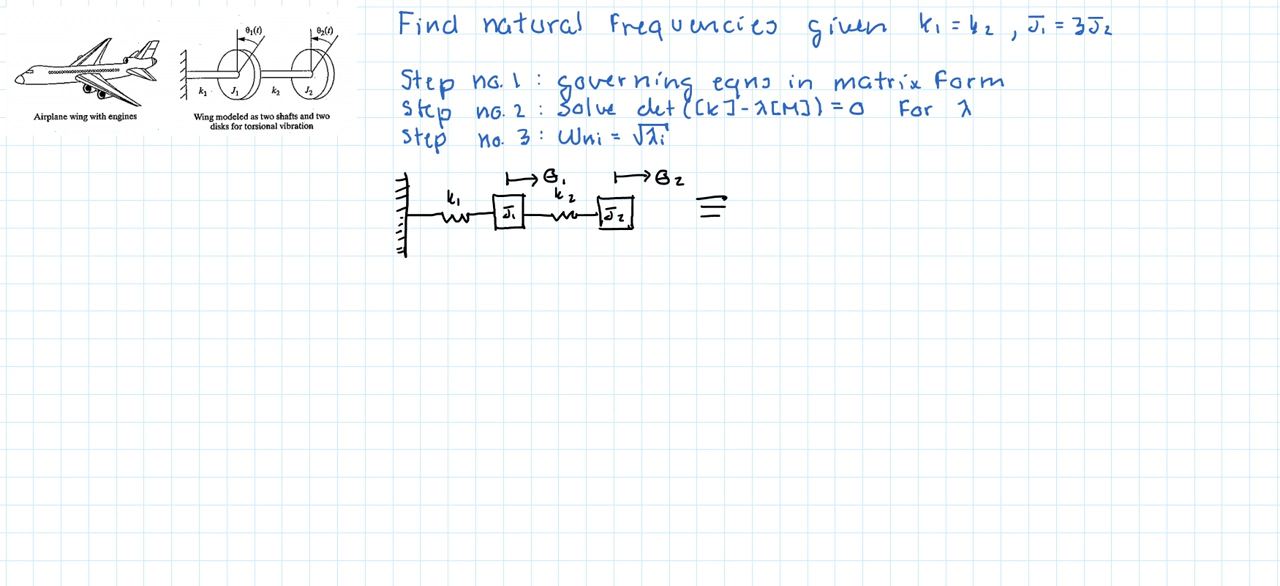 θ₁(t) θ₂(t)
k₁ J₁ k₂ J₂
Airplane wing with engines
Wing modeled as two shafts and two
disks for torsional vibration
Find natural frequencies given k₁ = k₂ , J₁ = 3J₂
Step no. 1 : governing eqns in matrix form
Step no. 2 : Solve det([k]-λ[M]) = 0 for λ
Step no. 3 : ωni = √λi
θ₁ θ₂
k₁ k₂
J₁ J₂ ≡